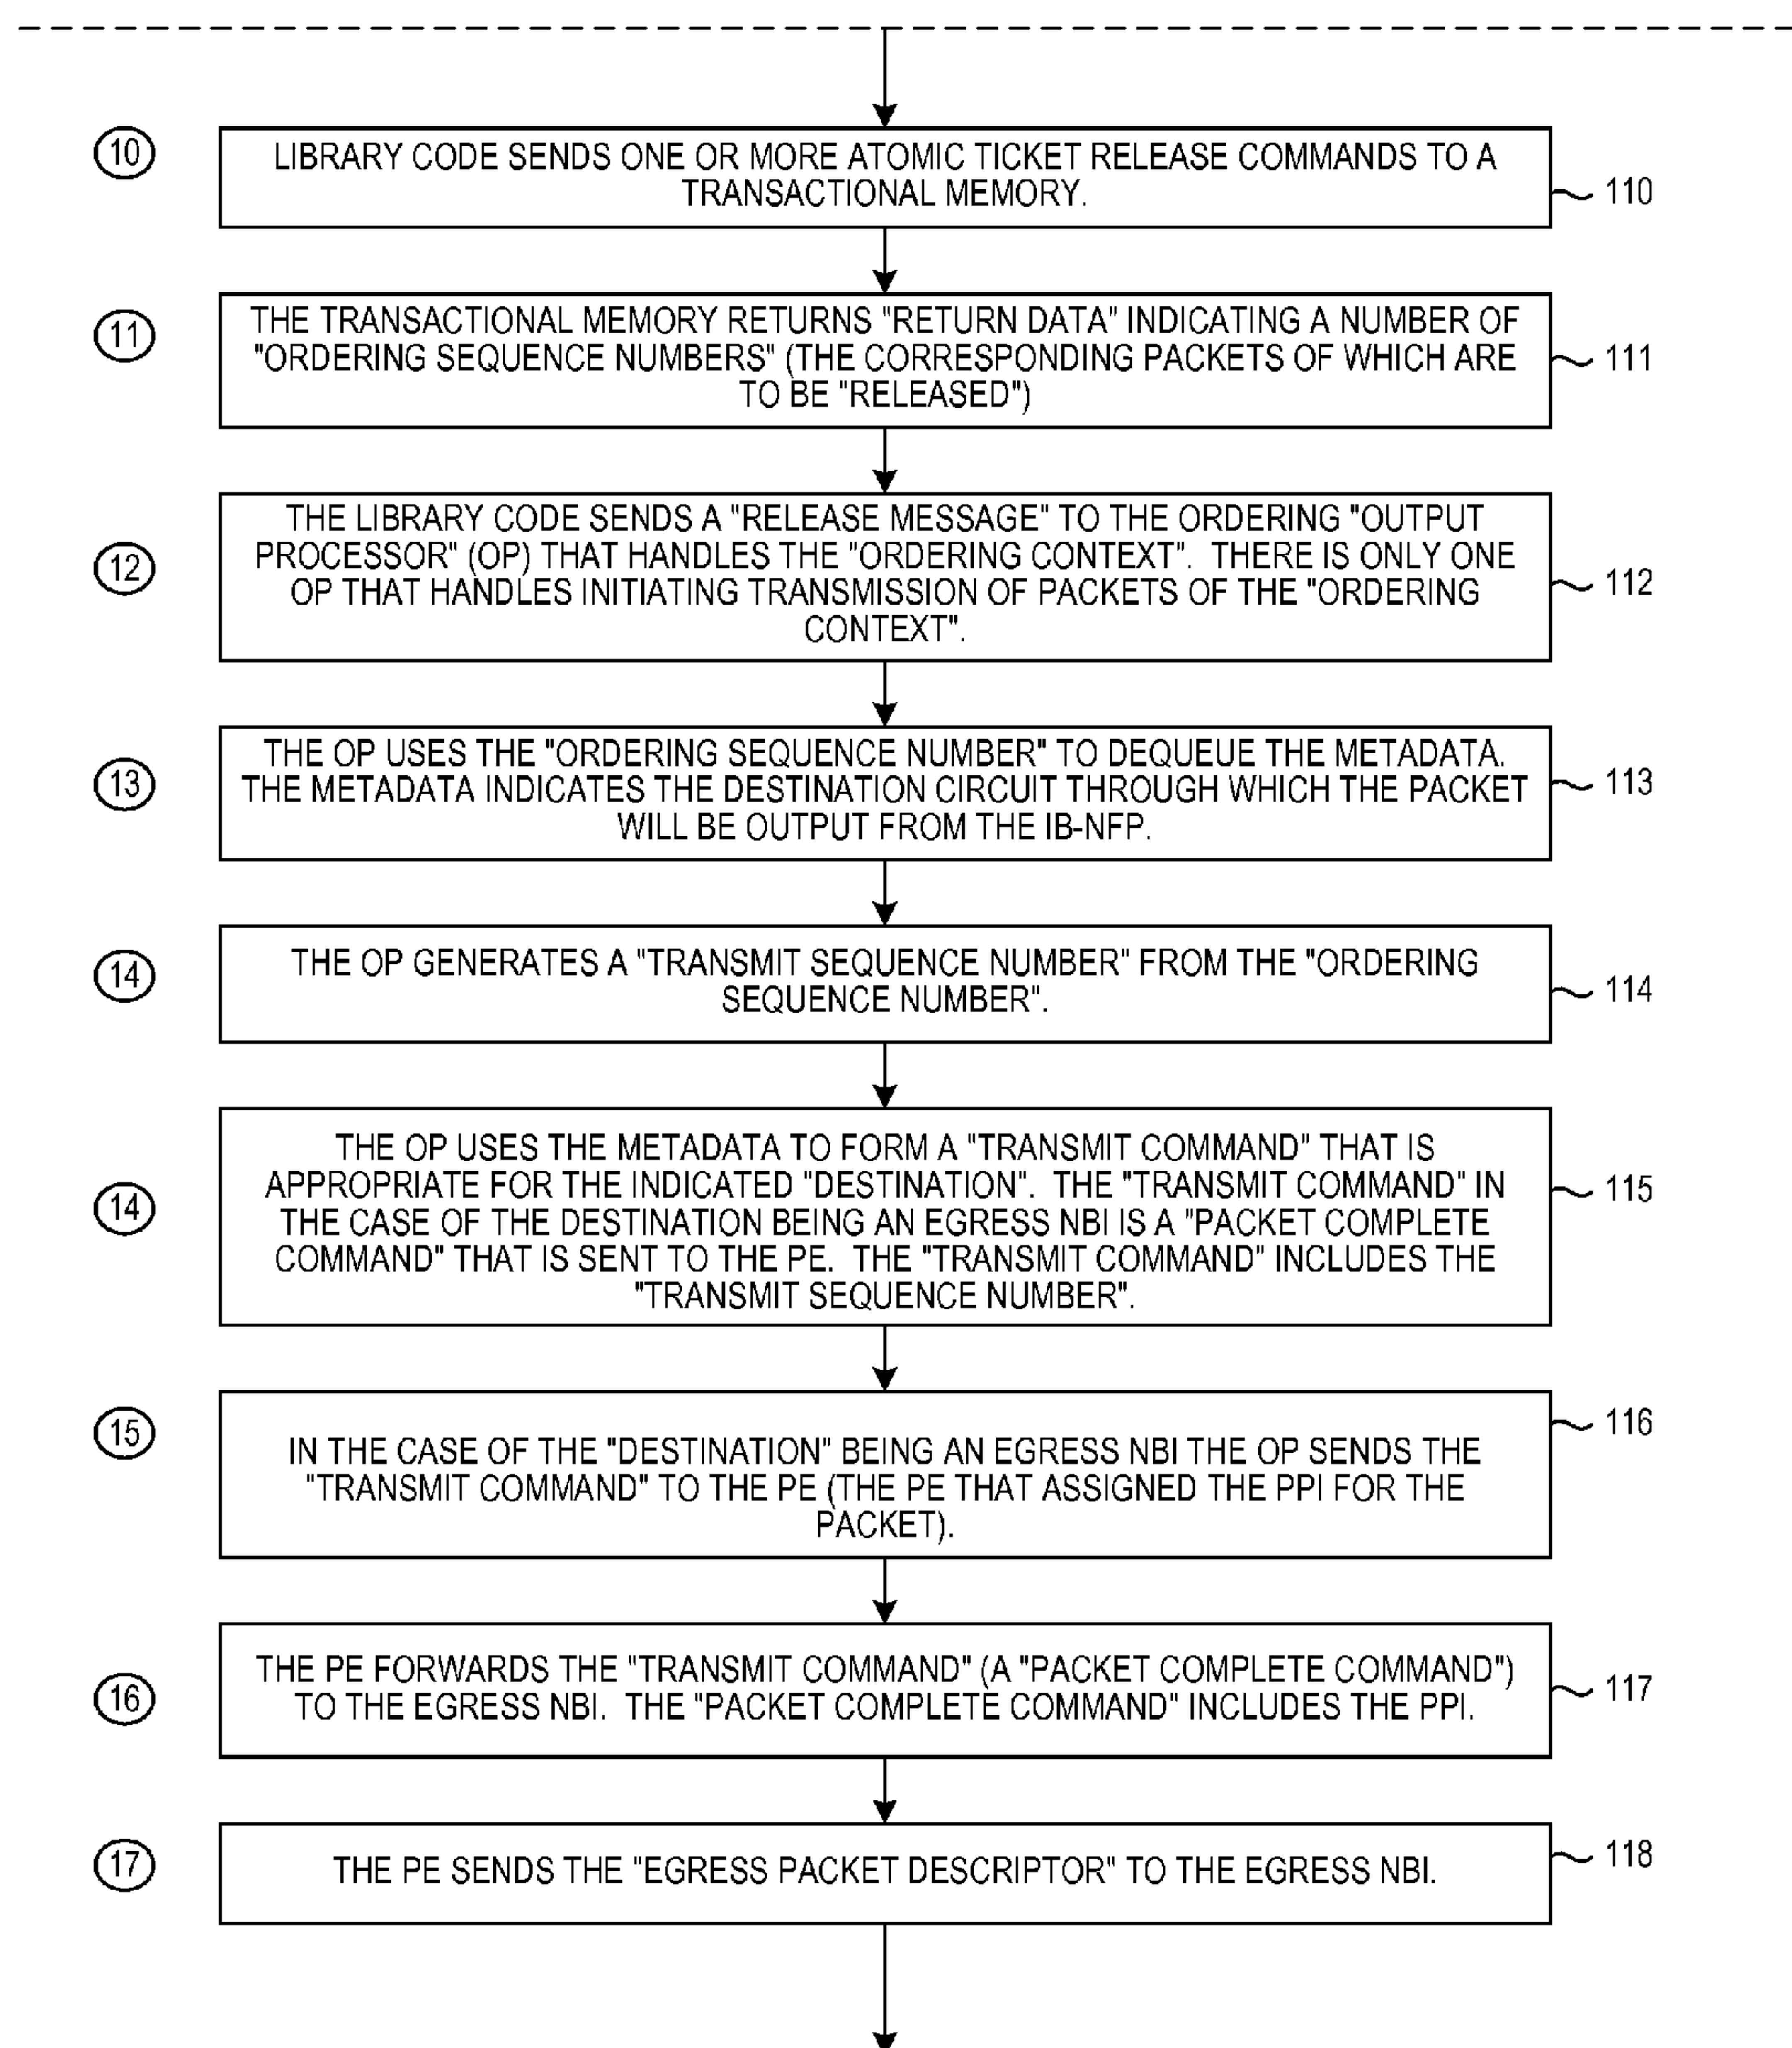 10
LIBRARY CODE SENDS ONE OR MORE ATOMIC TICKET RELEASE COMMANDS TO A
TRANSACTIONAL MEMORY.
110
11
THE TRANSACTIONAL MEMORY RETURNS "RETURN DATA" INDICATING A NUMBER OF
"ORDERING SEQUENCE NUMBERS" (THE CORRESPONDING PACKETS OF WHICH ARE
TO BE "RELEASED")
111
12
THE LIBRARY CODE SENDS A "RELEASE MESSAGE" TO THE ORDERING "OUTPUT
PROCESSOR" (OP) THAT HANDLES THE "ORDERING CONTEXT". THERE IS ONLY ONE
OP THAT HANDLES INITIATING TRANSMISSION OF PACKETS OF THE "ORDERING
CONTEXT".
112
13
THE OP USES THE "ORDERING SEQUENCE NUMBER" TO DEQUEUE THE METADATA.
THE METADATA INDICATES THE DESTINATION CIRCUIT THROUGH WHICH THE PACKET
WILL BE OUTPUT FROM THE IB-NFP.
113
14
THE OP GENERATES A "TRANSMIT SEQUENCE NUMBER" FROM THE "ORDERING
SEQUENCE NUMBER".
114
14
THE OP USES THE METADATA TO FORM A "TRANSMIT COMMAND" THAT IS
APPROPRIATE FOR THE INDICATED "DESTINATION". THE "TRANSMIT COMMAND" IN
THE CASE OF THE DESTINATION BEING AN EGRESS NBI IS A "PACKET COMPLETE
COMMAND" THAT IS SENT TO THE PE. THE "TRANSMIT COMMAND" INCLUDES THE
"TRANSMIT SEQUENCE NUMBER".
115
15
IN THE CASE OF THE "DESTINATION" BEING AN EGRESS NBI THE OP SENDS THE
"TRANSMIT COMMAND" TO THE PE (THE PE THAT ASSIGNED THE PPI FOR THE
PACKET).
116
16
THE PE FORWARDS THE "TRANSMIT COMMAND" (A "PACKET COMPLETE COMMAND")
TO THE EGRESS NBI. THE "PACKET COMPLETE COMMAND" INCLUDES THE PPI.
117
17
THE PE SENDS THE "EGRESS PACKET DESCRIPTOR" TO THE EGRESS NBI.
118